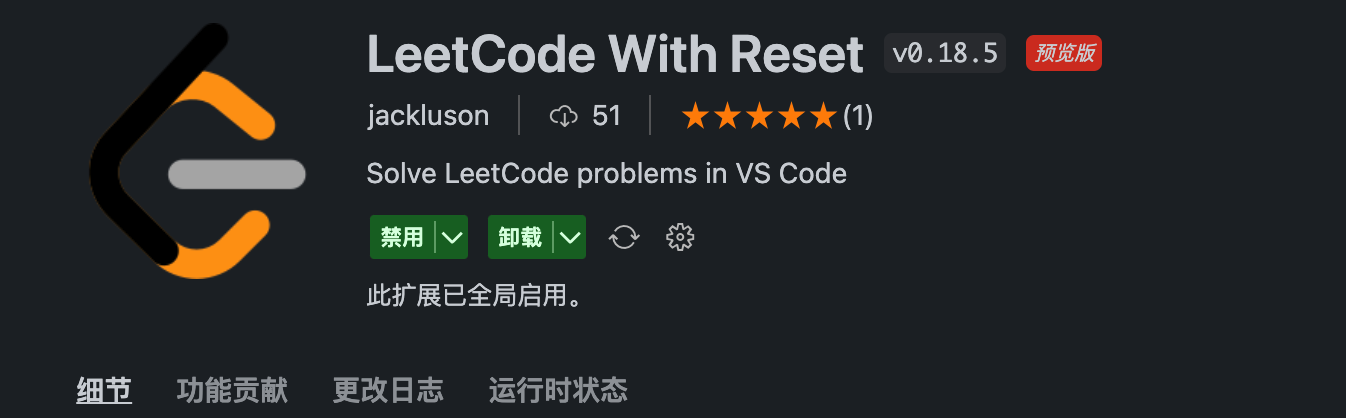 LeetCode With Reset v0.18.5 预览版
jackluson 51 ★★★★★(1)
Solve LeetCode problems in VS Code
禁用 卸载
此扩展已全局启用。
细节 功能贡献 更改日志 运行时状态